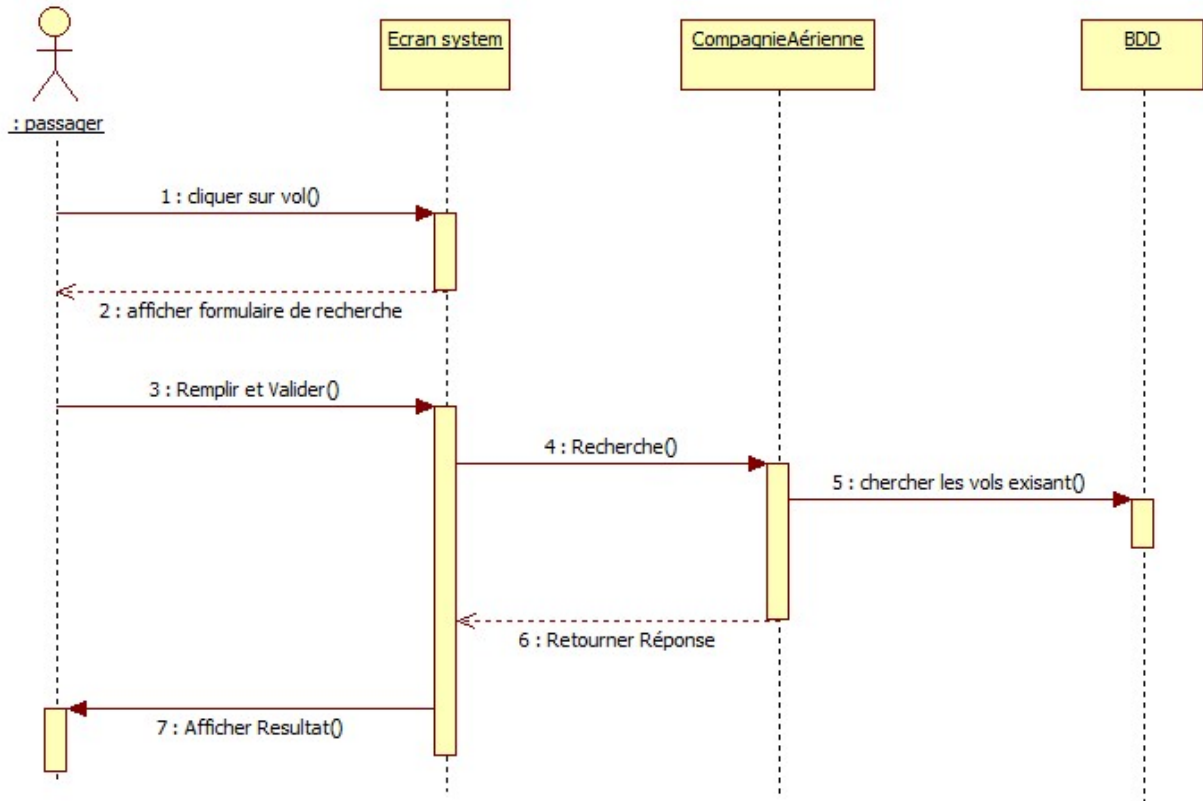 Ecran system
CompagnieAérienne
BDD
: passager
1 : cliquer sur vol()
2 : afficher formulaire de recherche
3 : Remplir et Valider()
4 : Recherche()
5 : chercher les vols exisant()
6 : Retourner Réponse
7 : Afficher Resultat()